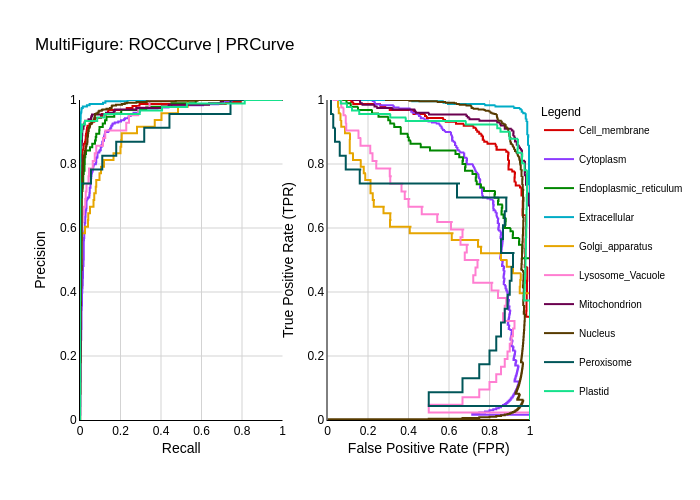 MultiFigure: ROCCurve | PRCurve
Precision
1
0.8
0.6
0.4
0.2
0
0 0.2 0.4 0.6 0.8 1
Recall
True Positive Rate (TPR)
1
0.8
0.6
0.4
0.2
0
0 0.2 0.4 0.6 0.8 1
False Positive Rate (FPR)
Legend
Cell_membrane
Cytoplasm
Endoplasmic_reticulum
Extracellular
Golgi_apparatus
Lysosome_Vacuole
Mitochondrion
Nucleus
Peroxisome
Plastid